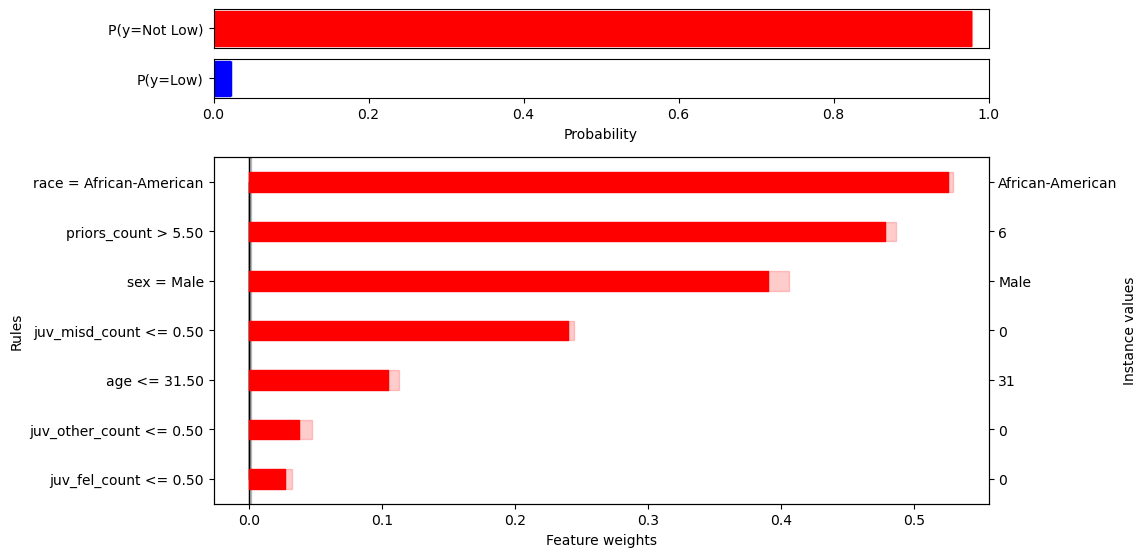 P(y=Not Low)
P(y=Low)
0.0 0.2 0.4 0.6 0.8 1.0
Probability
race = African-American African-American
priors_count > 5.50 6
sex = Male Male
juv_misd_count <= 0.50 0
age <= 31.50 31
juv_other_count <= 0.50 0
juv_fel_count <= 0.50 0
Rules
Instance values
0.0 0.1 0.2 0.3 0.4 0.5
Feature weights